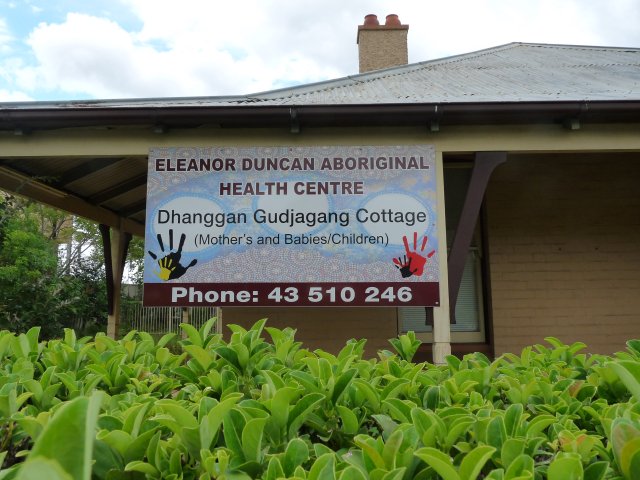 ELEANOR DUNCAN ABORIGINAL
HEALTH CENTRE
Dhanggan Gudjagang Cottage
(Mother's and Babies/Children)
Phone: 43 510 246